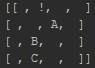 [[ , !,  ,  ]
[ ,  , A,  ]
[ , B,  ,  ]
[ , C,  ,  ]]